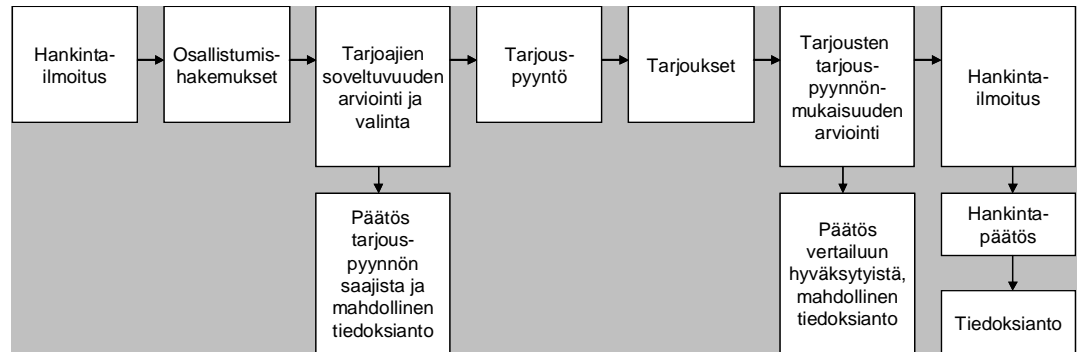 Hankinta-
ilmoitus
Osallistumis-
hakemukset
Tarjoajien
soveltuvuuden
arviointi ja
valinta
Tarjous-
pyyntö
Tarjoukset
Tarjousten
tarjous-
pyynnön-
mukaisuuden
arviointi
Hankinta-
ilmoitus
Päätös
tarjous-
pyynnön
saajista ja
mahdollinen
tiedoksianto
Päätös
vertailuun
hyväksytyistä,
mahdollinen
tiedoksianto
Hankinta-
päätös
Tiedoksianto